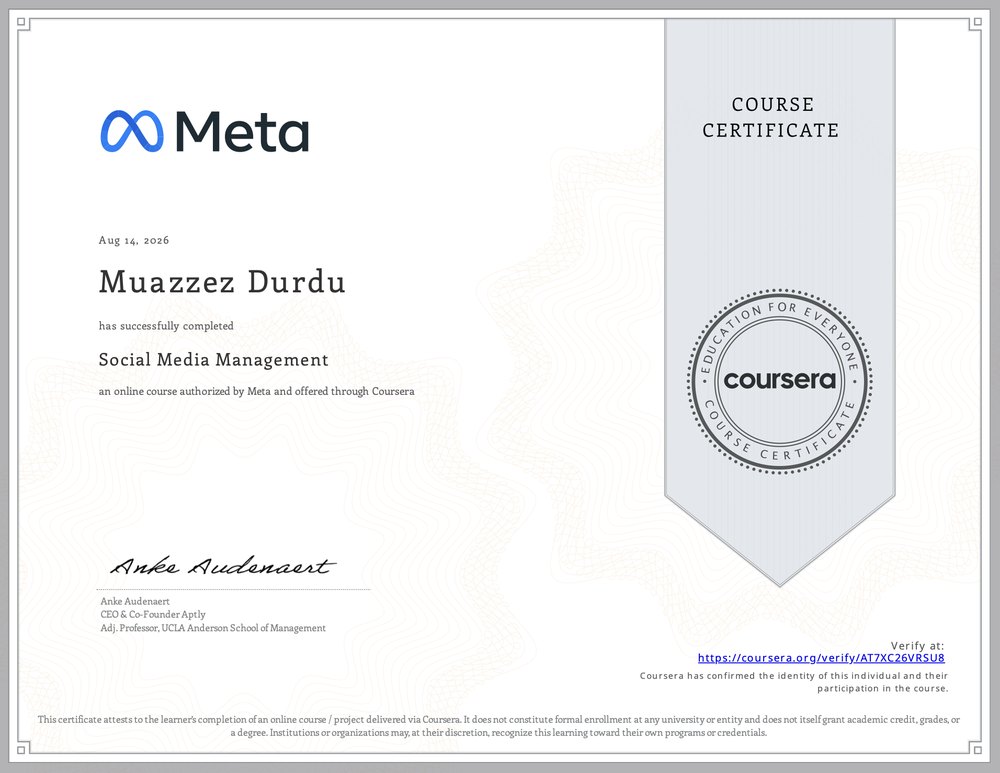 Meta
COURSE
CERTIFICATE
Aug 14, 2026
Muazzez Durdu
has successfully completed
Social Media Management
an online course authorized by Meta and offered through Coursera
EDUCATION FOR EVERYONE
coursera
COURSE CERTIFICATE
Anke Audenaert
Anke Audenaert
CEO & Co-Founder Aptly
Adj. Professor, UCLA Anderson School of Management
Verify at:
https://coursera.org/verify/AT7XC26VRSU8
Coursera has confirmed the identity of this individual and their
participation in the course.
This certificate attests to the learner's completion of an online course / project delivered via Coursera. It does not constitute formal enrollment at any university or entity and does not itself grant academic credit, grades, or
a degree. Institutions or organizations may, at their discretion, recognize this learning toward their own programs or credentials.